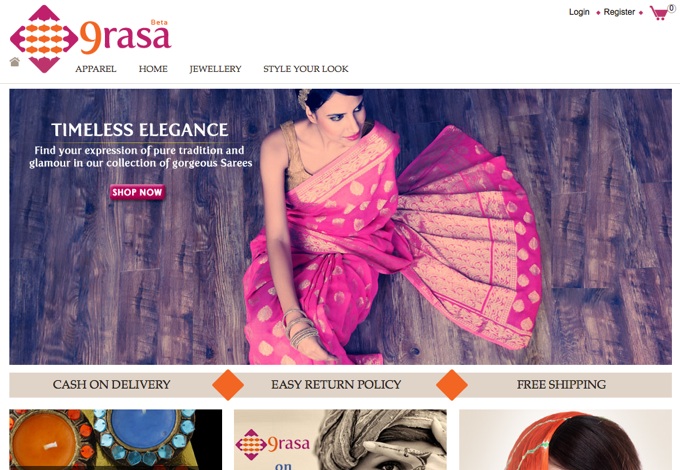 Beta
9rasa
Login Register 0
APPAREL HOME JEWELLERY STYLE YOUR LOOK
TIMELESS ELEGANCE
Find your expression of pure tradition and
glamour in our collection of gorgeous Sarees
SHOP NOW
CASH ON DELIVERY EASY RETURN POLICY FREE SHIPPING
9rasa
on